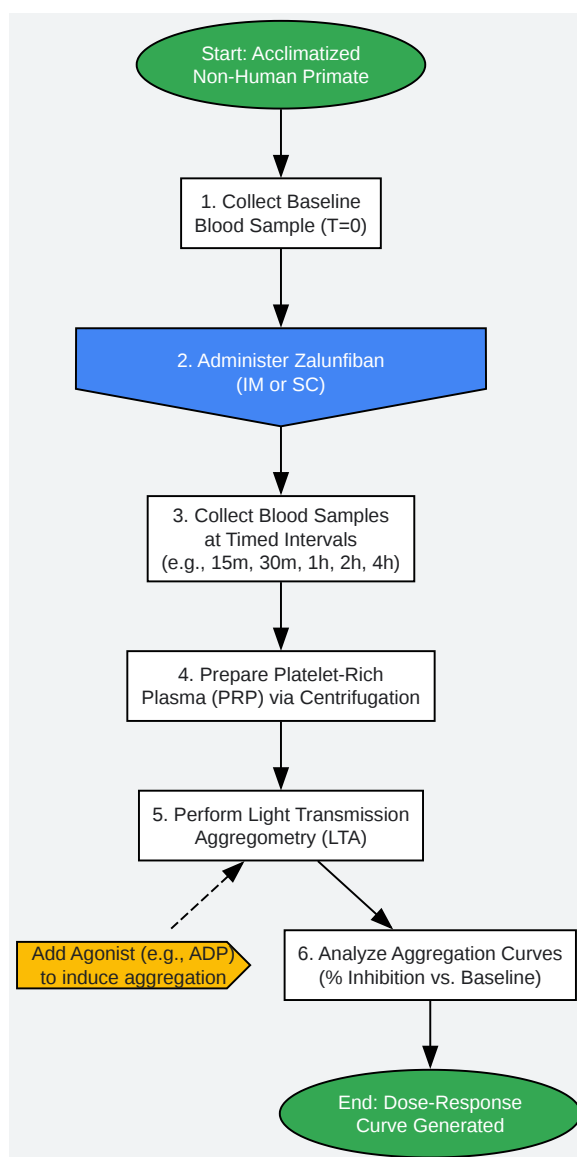 Start: Acclimatized
Non-Human Primate
1. Collect Baseline
Blood Sample (T=0)
2. Administer Zalunfiban
(IM or SC)
3. Collect Blood Samples
at Timed Intervals
(e.g., 15m, 30m, 1h, 2h, 4h)
4. Prepare Platelet-Rich
Plasma (PRP) via Centrifugation
5. Perform Light Transmission
Aggregometry (LTA)
Add Agonist (e.g., ADP)
to induce aggregation
6. Analyze Aggregation Curves
(% Inhibition vs. Baseline)
End: Dose-Response
Curve Generated